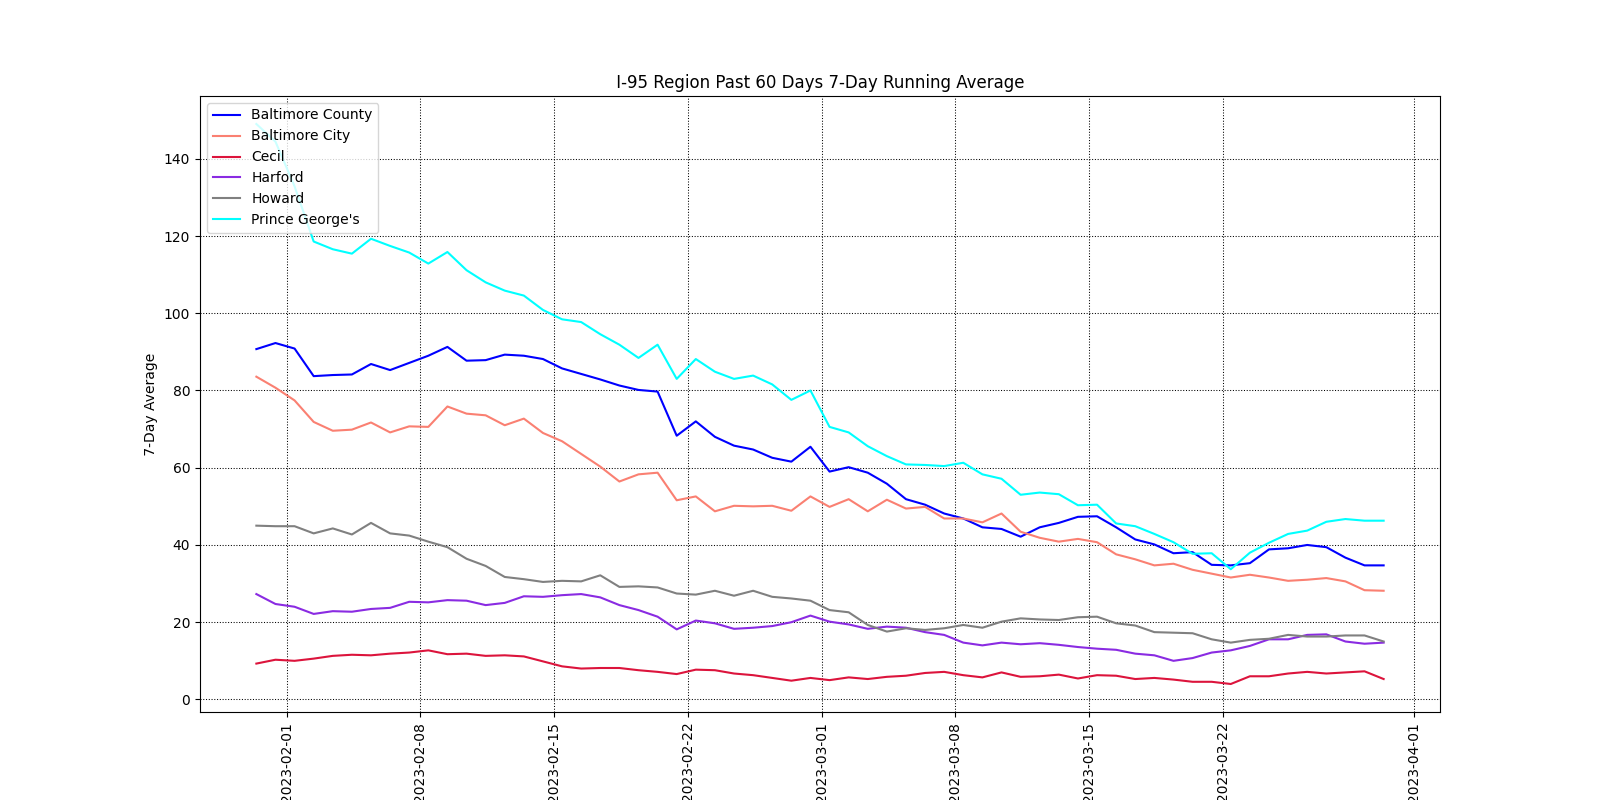 I-95 Region Past 60 Days 7-Day Running Average
Baltimore County
Baltimore City
Cecil
Harford
Howard
Prince George's
7-Day Average
140
120
100
80
60
40
20
0
2023-02-01
2023-02-08
2023-02-15
2023-02-22
2023-03-01
2023-03-08
2023-03-15
2023-03-22
2023-04-01